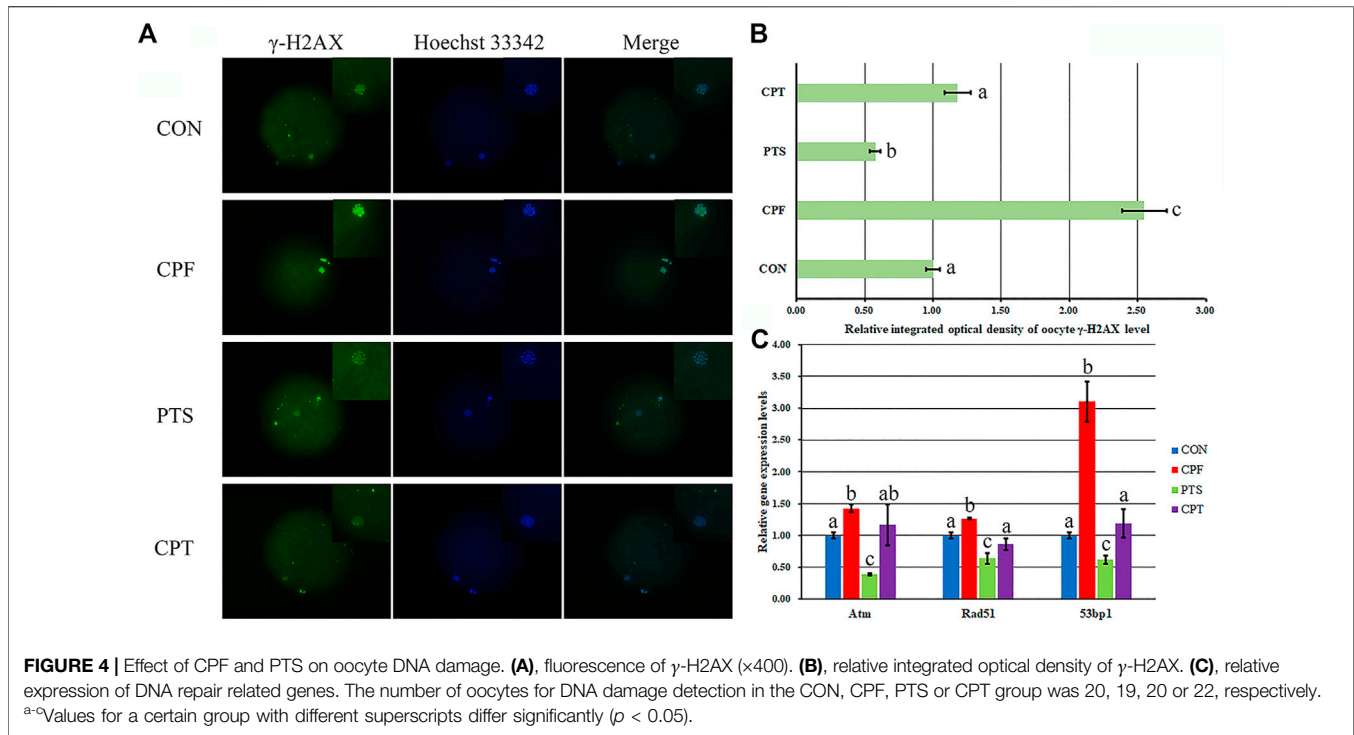 A
γ-H2AX Hoechst 33342 Merge
CON
CPF
PTS
CPT
B
CPT a
PTS b
CPF c
CON a
0.00 0.50 1.00 1.50 2.00 2.50 3.00
Relative integrated optical density of oocyte γ-H2AX level
C
Relative gene expression levels
4.00
3.50
3.00
2.50
2.00
1.50
1.00
0.50
0.00
a b c ab
a b c a
a b c a
Atm Rad51 53bp1
CON
CPF
PTS
CPT
FIGURE 4 | Effect of CPF and PTS on oocyte DNA damage. (A), fluorescence of γ-H2AX (×400). (B), relative integrated optical density of γ-H2AX. (C), relative
expression of DNA repair related genes. The number of oocytes for DNA damage detection in the CON, CPF, PTS or CPT group was 20, 19, 20 or 22, respectively.
a-cValues for a certain group with different superscripts differ significantly (p < 0.05).